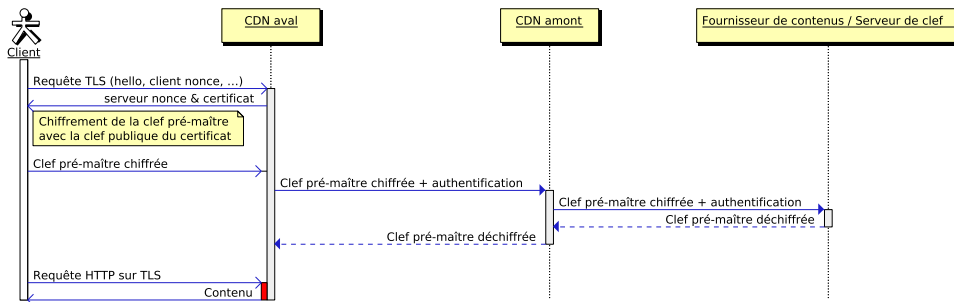 CDN aval
CDN amont
Fournisseur de contenus / Serveur de clef
Client
Requête TLS (hello, client nonce, ...)
serveur nonce & certificat
Chiffrement de la clef pré-maître
avec la clef publique du certificat
Clef pré-maître chiffrée
Clef pré-maître chiffrée + authentification
Clef pré-maître chiffrée + authentification
Clef pré-maître déchiffrée
Clef pré-maître déchiffrée
Requête HTTP sur TLS
Contenu